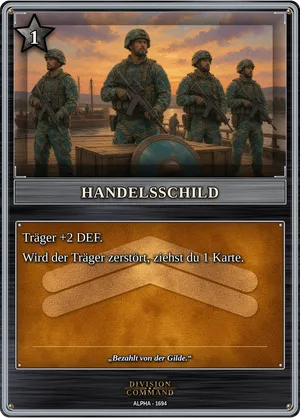 1
HANDELSSCHILD
Träger +2 DEF.
Wird der Träger zerstört, ziehst du 1 Karte.
„Bezahlt von der Gilde.“
DIVISION
COMMAND
ALPHA - 1694